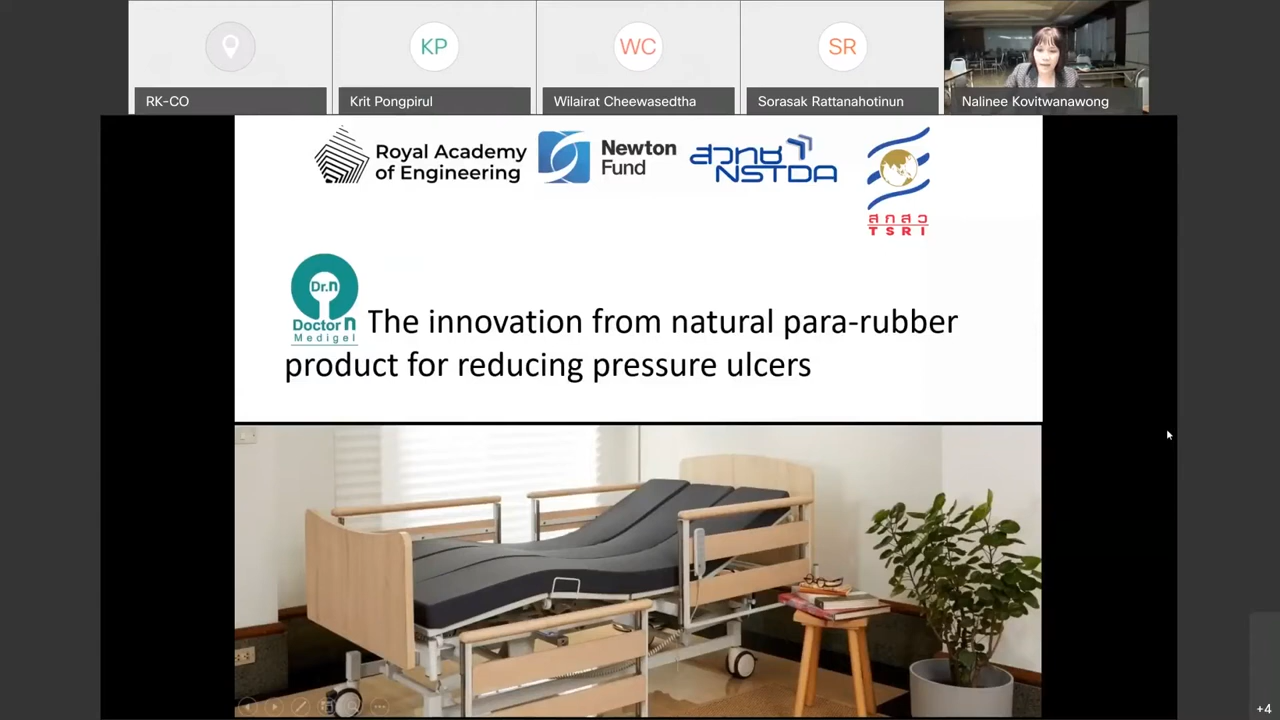 KP
WC
SR
RK-CO
Krit Pongpirul
Wilairat Cheewasedtha
Sorasak Rattanahotinun
Nalinee Kovitwanawong
Royal Academy
of Engineering
Newton
Fund
สวทช
NSTDA
สกสว
TSRI
Dr.n
Doctor n
Medigel
The innovation from natural para-rubber
product for reducing pressure ulcers
+4